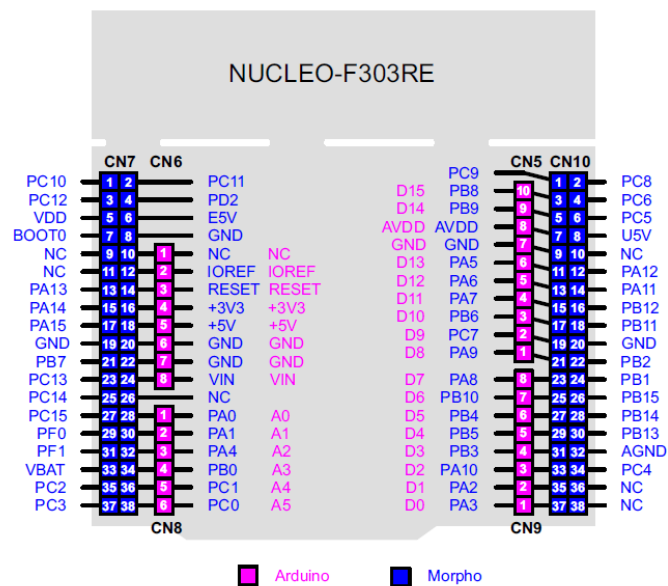 NUCLEO-F303RE
CN7 CN6 CN5 CN10
PC9
PC10 1 2 PC11 D15 PB8 10 1 2 PC8
PC12 3 4 PD2 D14 PB9 9 3 4 PC6
VDD 5 6 E5V AVDD AVDD 8 5 6 PC5
BOOT0 7 8 GND GND GND 7 7 8 U5V
NC 9 10 1 NC NC D13 PA5 6 9 10 NC
NC 11 12 2 IOREF IOREF D12 PA6 5 11 12 PA12
PA13 13 14 3 RESET RESET D11 PA7 4 13 14 PA11
PA14 15 16 4 +3V3 +3V3 D10 PB6 3 15 16 PB12
PA15 17 18 5 +5V +5V D9 PC7 2 17 18 PB11
GND 19 20 6 GND GND D8 PA9 1 19 20 GND
PB7 21 22 7 GND GND 21 22 PB2
PC13 23 24 8 VIN VIN D7 PA8 8 23 24 PB1
PC14 25 26 NC D6 PB10 7 25 26 PB15
PC15 27 28 1 PA0 A0 D5 PB4 6 27 28 PB14
PF0 29 30 2 PA1 A1 D4 PB5 5 29 30 PB13
PF1 31 32 3 PA4 A2 D3 PB3 4 31 32 AGND
VBAT 33 34 4 PB0 A3 D2 PA10 3 33 34 PC4
PC2 35 36 5 PC1 A4 D1 PA2 2 35 36 NC
PC3 37 38 6 PC0 A5 D0 PA3 1 37 38 NC
CN8 CN9
Arduino Morpho